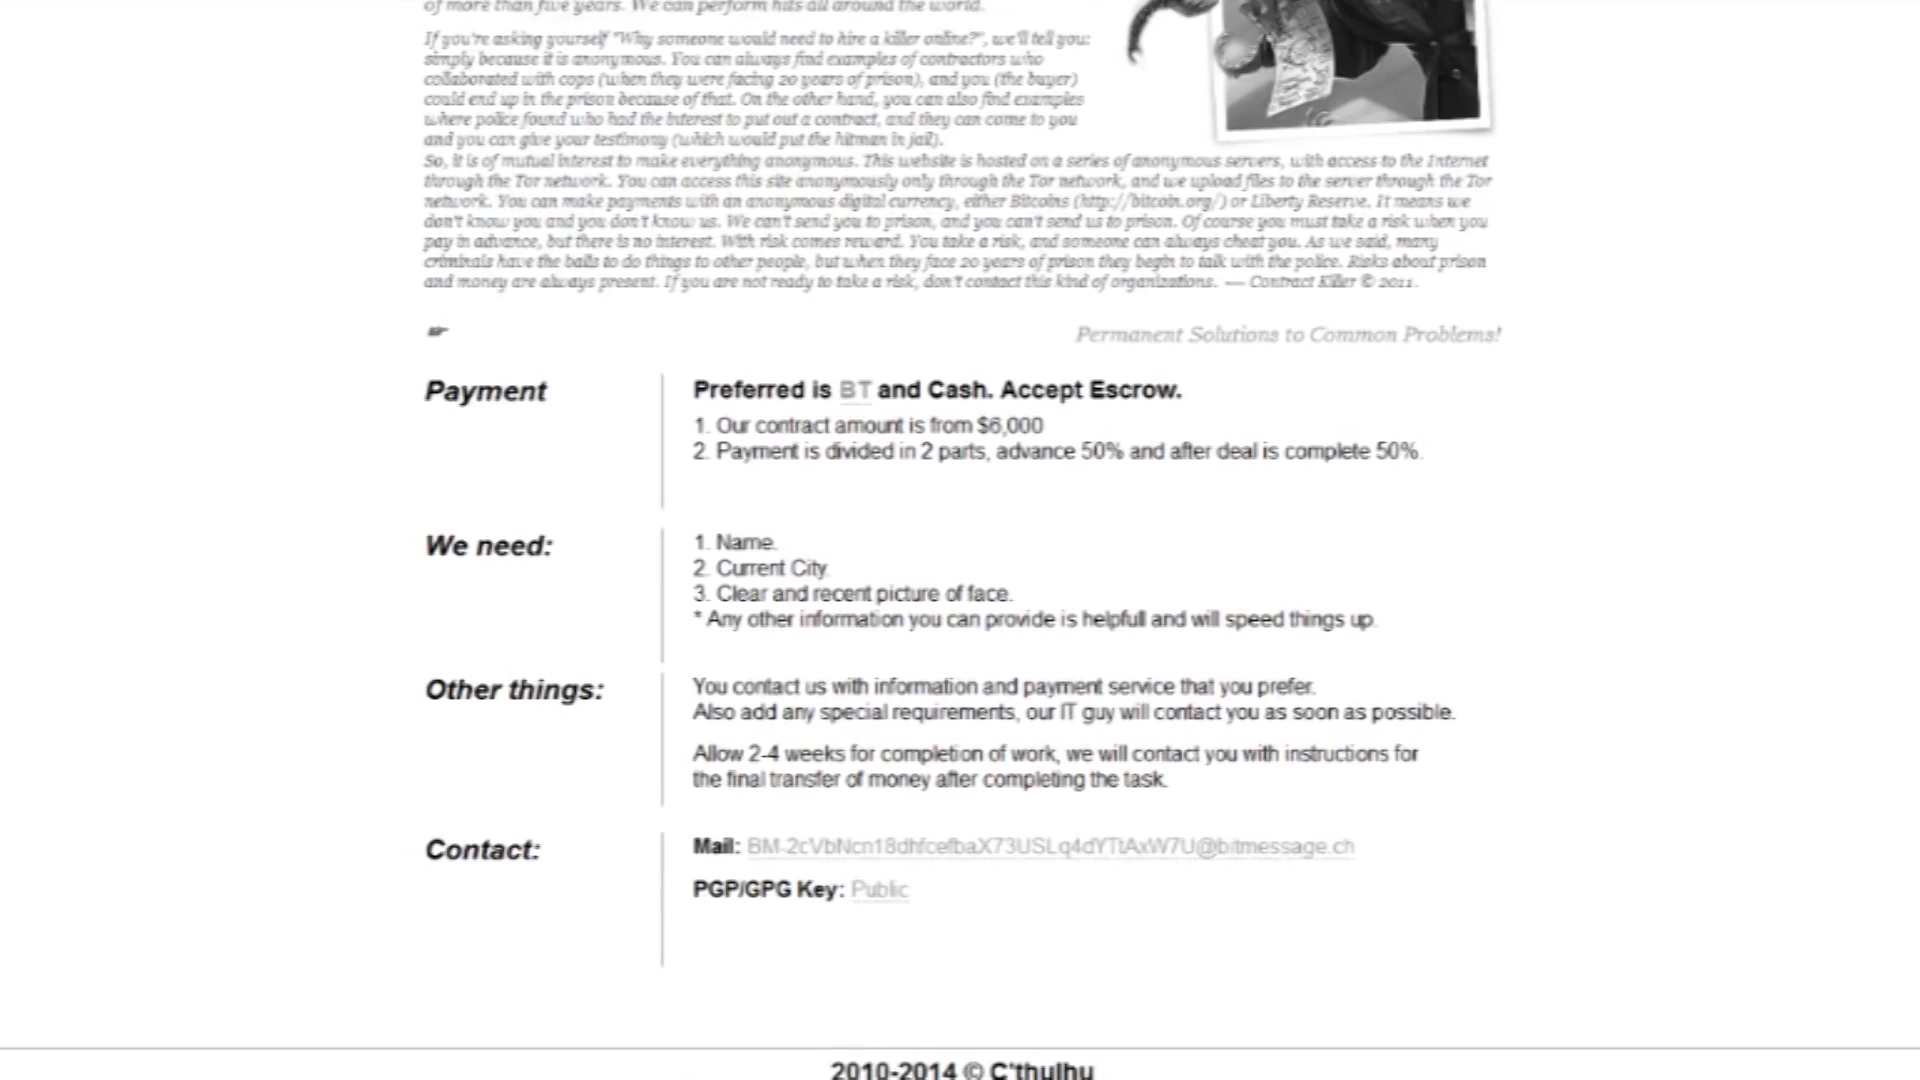 of more than five years. We can perform hits all around the world.
If you're asking yourself "Why someone would need to hire a killer online?", we'll tell you:
simply because it is anonymous. You can always find examples of contractors who
collaborated with cops (when they were facing 20 years of prison), and you (the buyer)
could end up in the prison because of that. On the other hand, you can also find examples
where police found who had the interest to put out a contract, and they can come to you
and you can give your testimony (which would put the hitman in jail).
So, it is of mutual interest to make everything anonymous. This website is hosted on a series of anonymous servers, with access to the Internet
through the Tor network. You can access this site anonymously only through the Tor network, and we upload files to the server through the Tor
network. You can make payments with an anonymous digital currency, either Bitcoins (http://bitcoin.org/) or Liberty Reserve. It means we
don't know you and you don't know us. We can't send you to prison, and you can't send us to prison. Of course you must take a risk when you
pay in advance, but there is no interest. With risk comes reward. You take a risk, and someone can always cheat you. As we said, many
criminals have the balls to do things to other people, but when they face 20 years of prison they begin to talk with the police. Risks about prison
and money are always present. If you are not ready to take a risk, don't contact this kind of organizations. — Contract Killer © 2011.
Permanent Solutions to Common Problems!
Payment
Preferred is BT and Cash. Accept Escrow.
1. Our contract amount is from $6,000
2. Payment is divided in 2 parts, advance 50% and after deal is complete 50%.
We need:
1. Name.
2. Current City.
3. Clear and recent picture of face.
* Any other information you can provide is helpfull and will speed things up.
Other things:
You contact us with information and payment service that you prefer.
Also add any special requirements, our IT guy will contact you as soon as possible.
Allow 2-4 weeks for completion of work, we will contact you with instructions for
the final transfer of money after completing the task.
Contact:
Mail: BM-2cVbNcn18dhfcefbaX73USLq4dYTtAxW7U@bitmessage.ch
PGP/GPG Key: Public
2010-2014 © C'thulhu